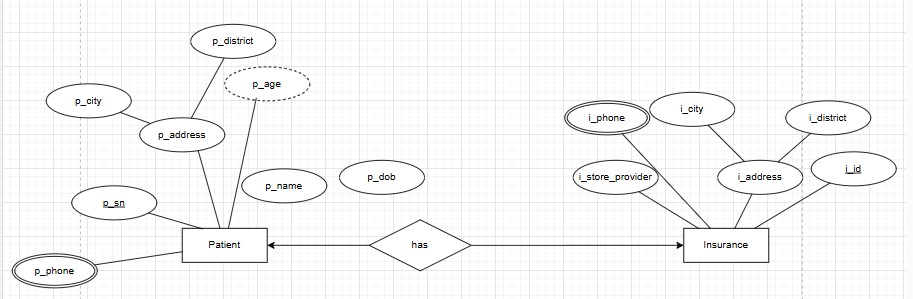 p_district
p_age
p_city
i_phone
i_city
i_district
p_address
i_store_provider
i_address
i_id
p_name
p_dob
p_sn
Patient
has
Insurance
p_phone